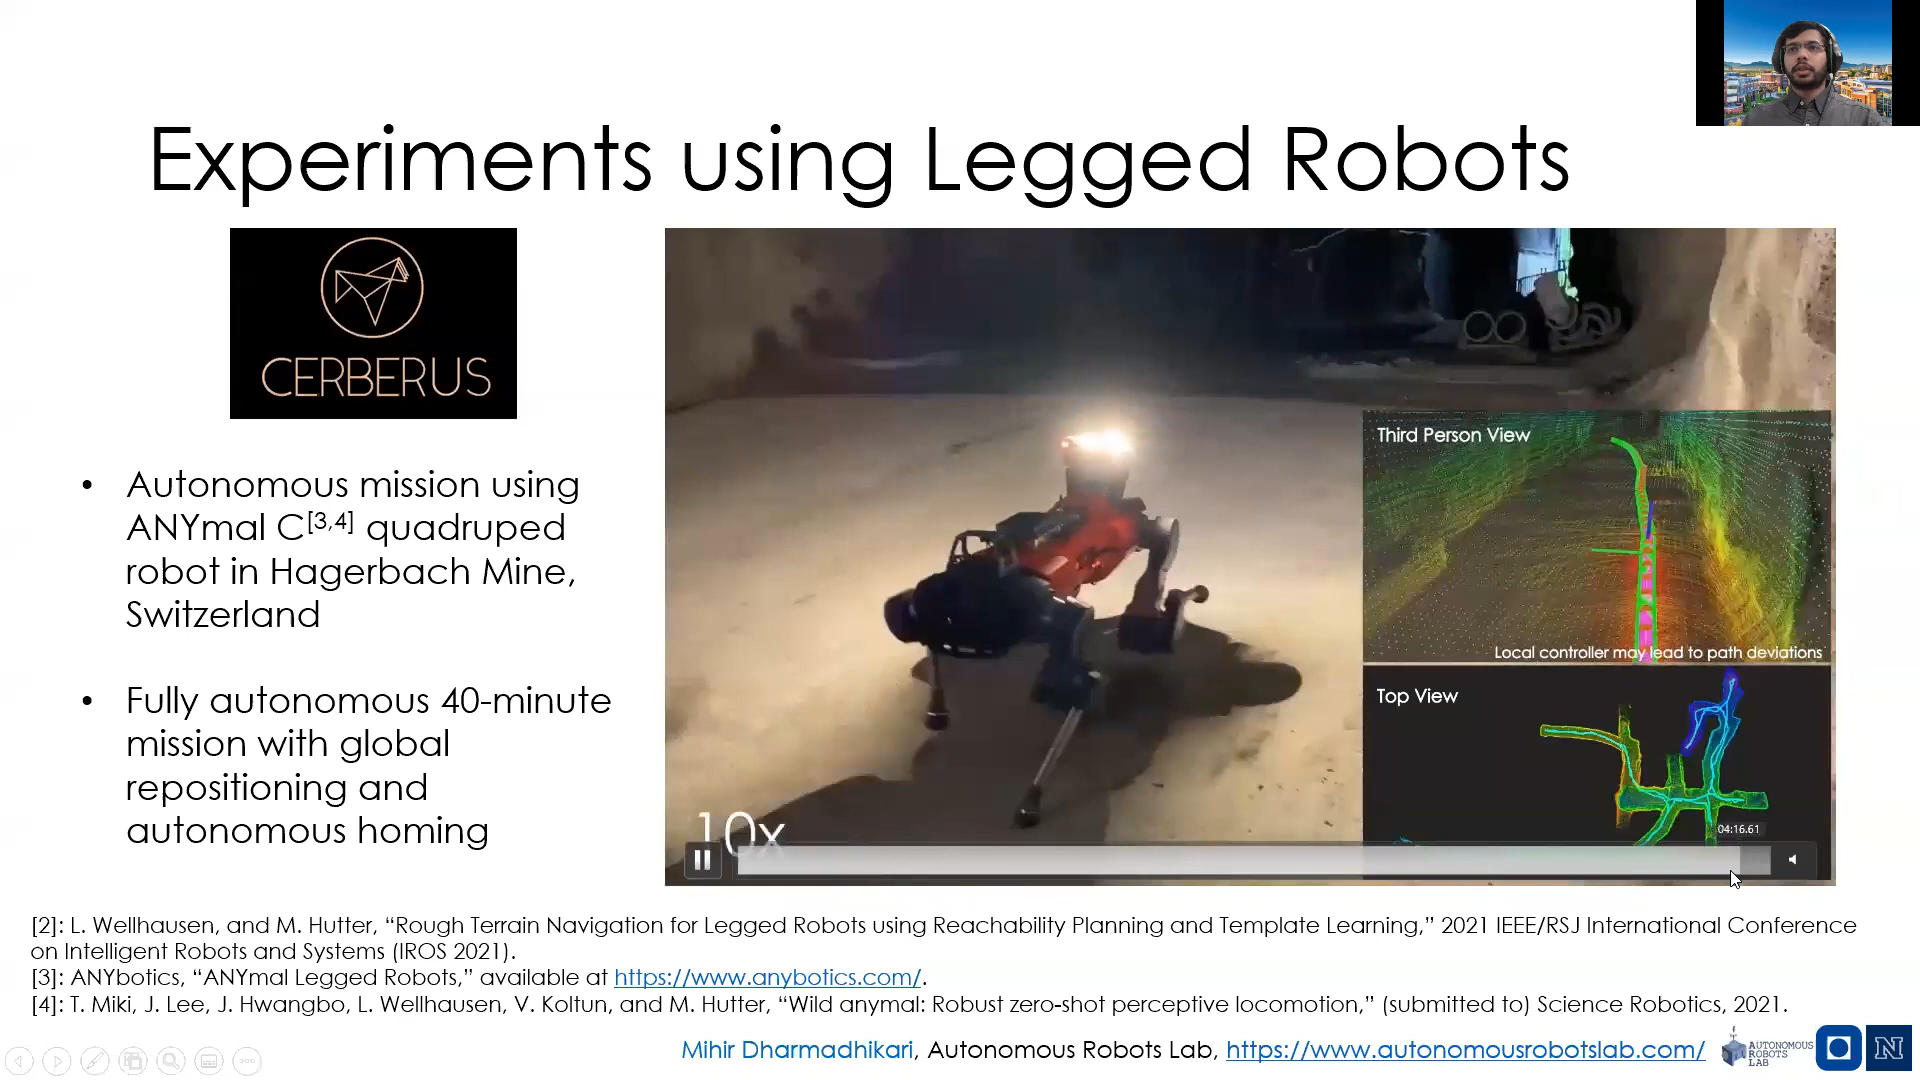 Experiments using Legged Robots
CERBERUS
• Autonomous mission using
ANYmal C[3,4] quadruped
robot in Hagerbach Mine,
Switzerland
• Fully autonomous 40-minute
mission with global
repositioning and
autonomous homing
Third Person View
Local controller may lead to path deviations
Top View
04:16.61
10x
[2]: L. Wellhausen, and M. Hutter, “Rough Terrain Navigation for Legged Robots using Reachability Planning and Template Learning,” 2021 IEEE/RSJ International Conference
on Intelligent Robots and Systems (IROS 2021).
[3]: ANYbotics, “ANYmal Legged Robots,” available at https://www.anybotics.com/.
[4]: T. Miki, J. Lee, J. Hwangbo, L. Wellhausen, V. Koltun, and M. Hutter, “Wild anymal: Robust zero-shot perceptive locomotion,” (submitted to) Science Robotics, 2021.
Mihir Dharmadhikari, Autonomous Robots Lab, https://www.autonomousrobotslab.com/
AUTONOMOUS
ROBOTS
LAB
N